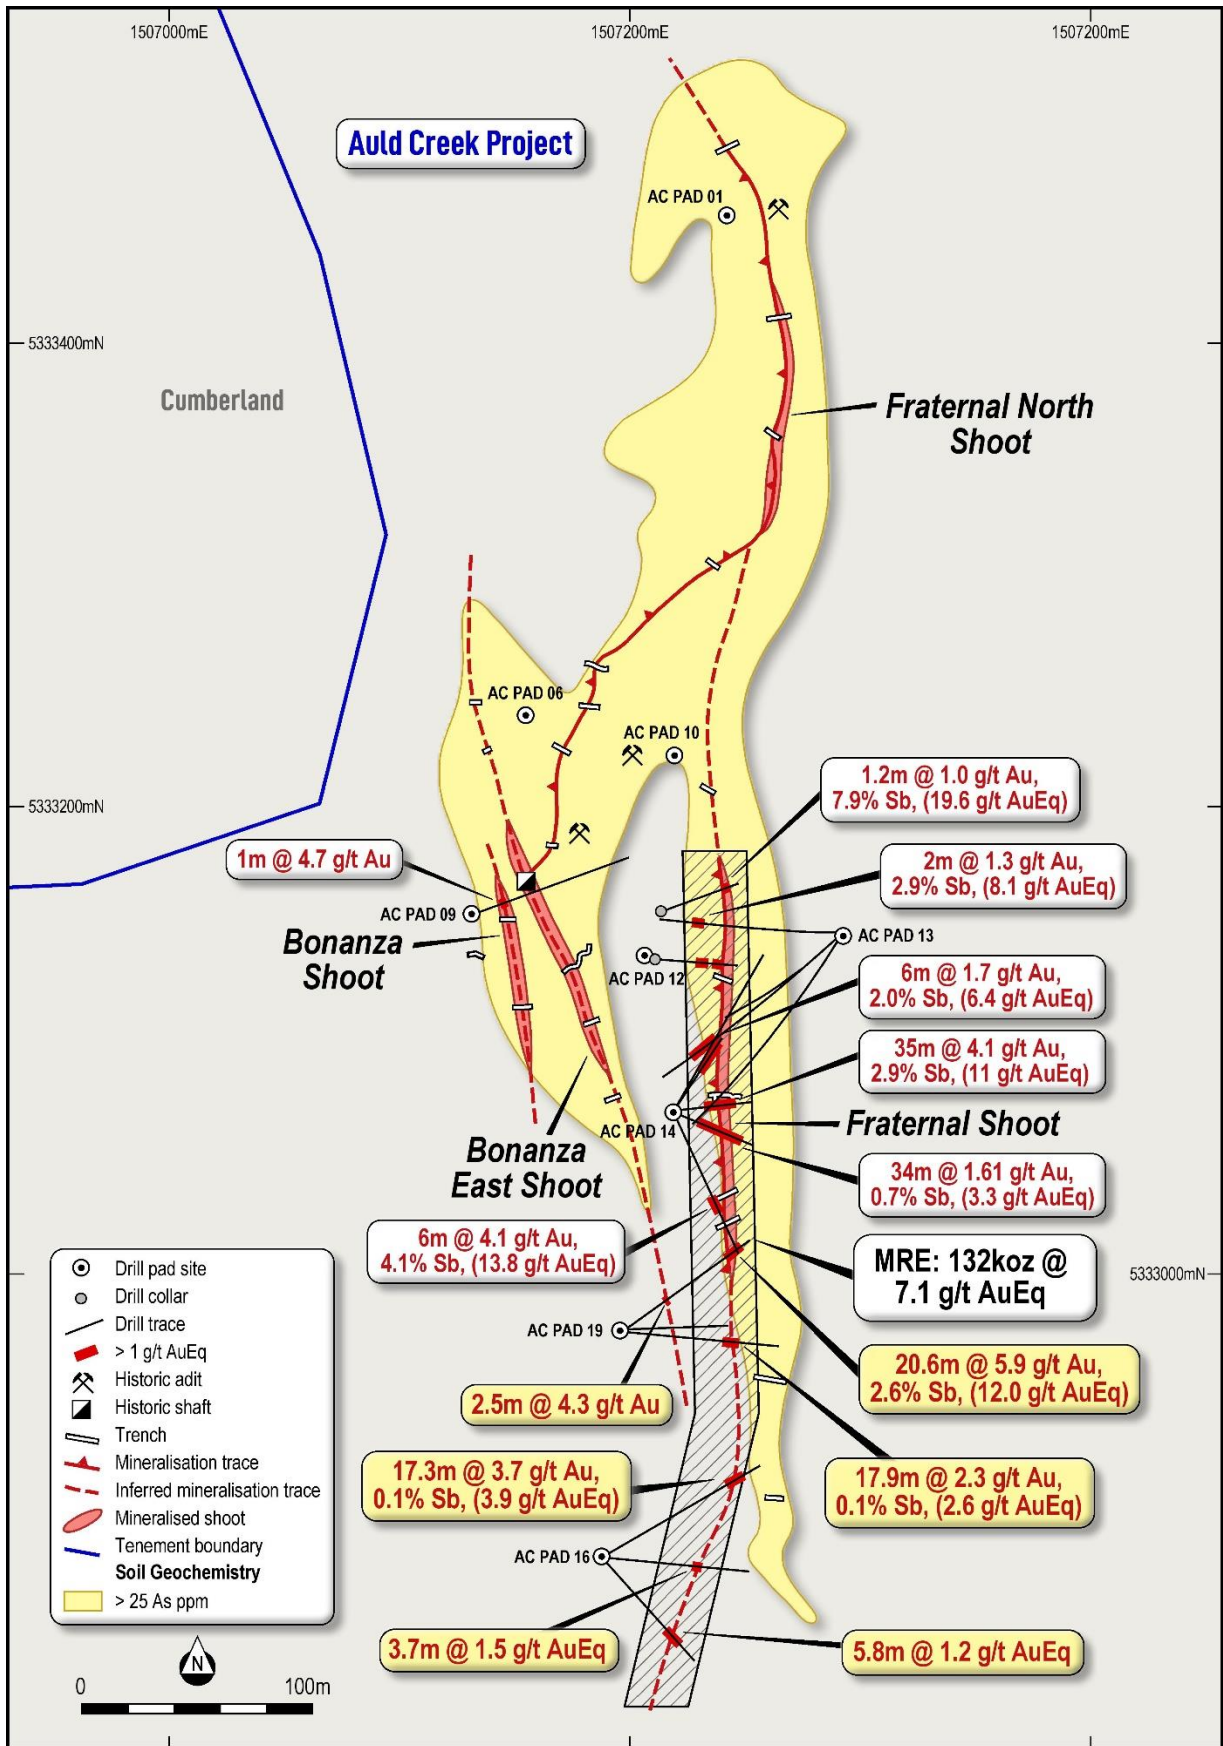 1507000mE
1507200mE
1507200mE
Auld Creek Project
AC PAD 01
5333400mN
Cumberland
Fraternal North
Shoot
AC PAD 06
AC PAD 10
1.2m @ 1.0 g/t Au,
7.9% Sb, (19.6 g/t AuEq)
5333200mN
1m @ 4.7 g/t Au
2m @ 1.3 g/t Au,
2.9% Sb, (8.1 g/t AuEq)
AC PAD 09
AC PAD 13
Bonanza
Shoot
AC PAD 12
6m @ 1.7 g/t Au,
2.0% Sb, (6.4 g/t AuEq)
35m @ 4.1 g/t Au,
2.9% Sb, (11 g/t AuEq)
AC PAD 14
Fraternal Shoot
Bonanza
East Shoot
34m @ 1.61 g/t Au,
0.7% Sb, (3.3 g/t AuEq)
6m @ 4.1 g/t Au,
4.1% Sb, (13.8 g/t AuEq)
MRE: 132koz @
7.1 g/t AuEq
5333000mN
AC PAD 19
20.6m @ 5.9 g/t Au,
2.6% Sb, (12.0 g/t AuEq)
2.5m @ 4.3 g/t Au
17.3m @ 3.7 g/t Au,
0.1% Sb, (3.9 g/t AuEq)
17.9m @ 2.3 g/t Au,
0.1% Sb, (2.6 g/t AuEq)
AC PAD 16
3.7m @ 1.5 g/t AuEq
5.8m @ 1.2 g/t AuEq
Drill pad site
Drill collar
Drill trace
> 1 g/t AuEq
Historic adit
Historic shaft
Trench
Mineralisation trace
Inferred mineralisation trace
Mineralised shoot
Tenement boundary
Soil Geochemistry
> 25 As ppm
N
0 100m